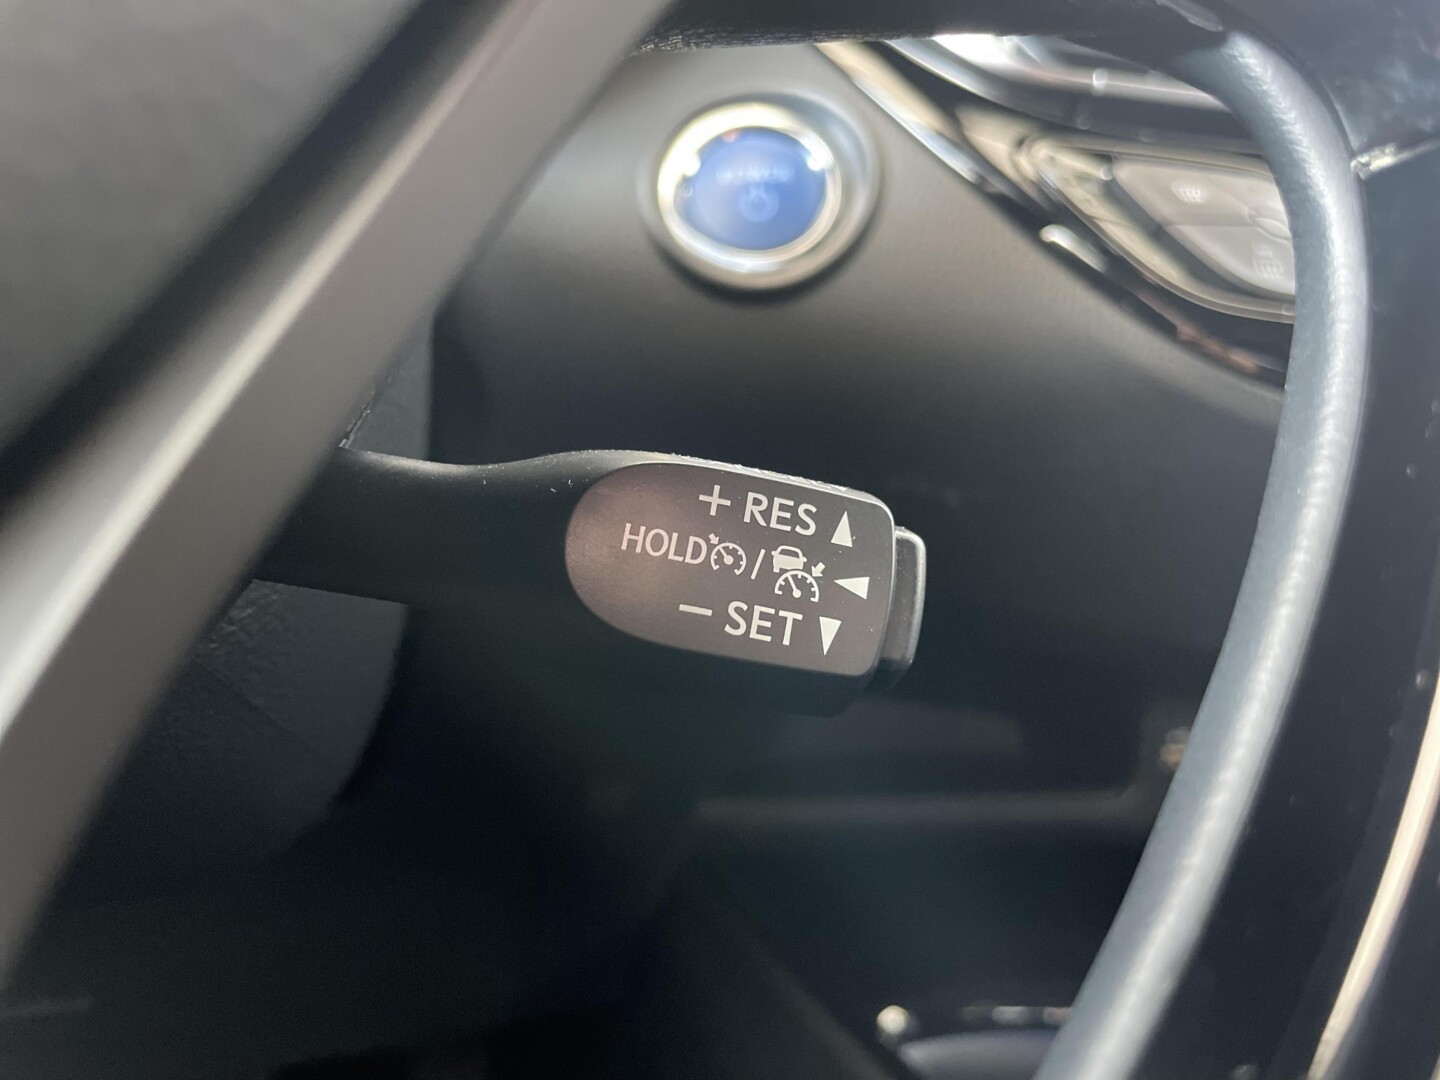 + RES ▲
HOLD / ◀
− SET ▼